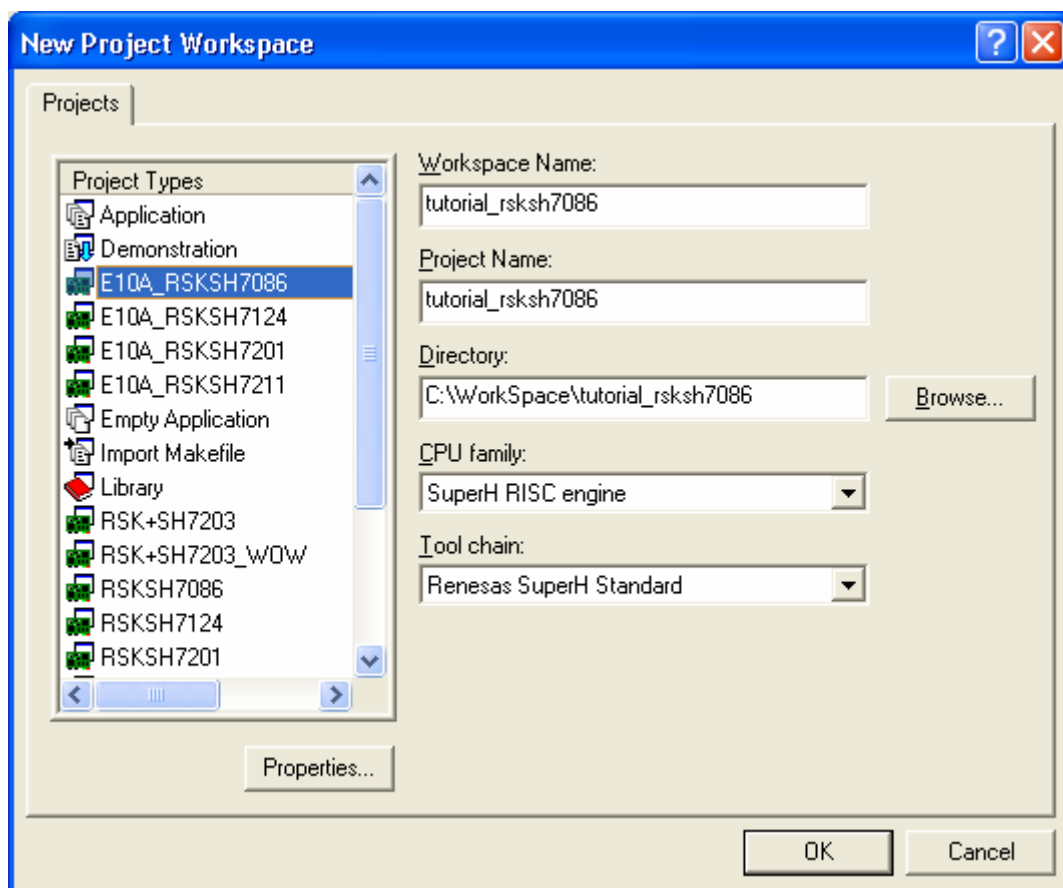 New Project Workspace
Projects
Project Types
Application
Demonstration
E10A_RSKSH7086
E10A_RSKSH7124
E10A_RSKSH7201
E10A_RSKSH7211
Empty Application
Import Makefile
Library
RSK+SH7203
RSK+SH7203_WOW
RSKSH7086
RSKSH7124
RSKSH7201
Properties...
Workspace Name:
tutorial_rsksh7086
Project Name:
tutorial_rsksh7086
Directory:
C:\WorkSpace\tutorial_rsksh7086
Browse...
CPU family:
SuperH RISC engine
Tool chain:
Renesas SuperH Standard
OK
Cancel